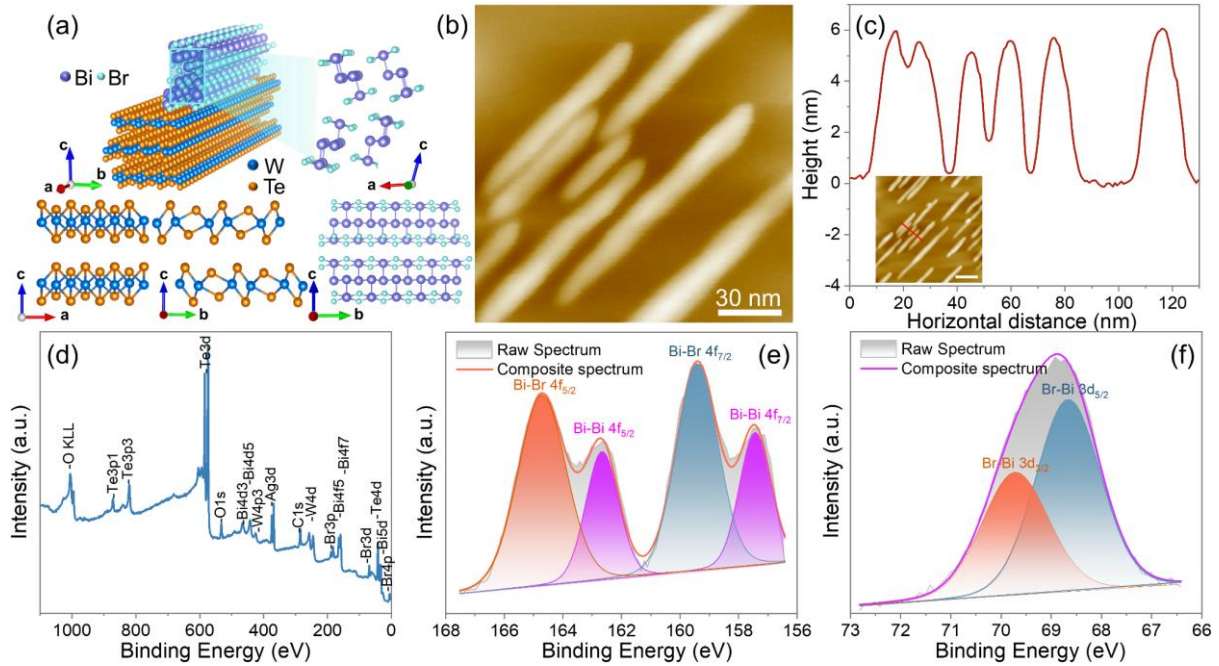 (a)
Bi Br
c
b
a
W
Te
c
a
c
a
c
b
c
b
(b)
30 nm
(c)
Height (nm)
6
4
2
0
-2
-4
0 20 40 60 80 100 120
Horizontal distance (nm)
(d)
Intensity (a.u.)
-O KLL
Te3p1
Te3p3
Te3d
O1s
Bi4d3
-Bi4d5
-W4p3
Ag3d
C1s
-W4d
Br3p
-Bi4f5
-Bi4f7
-Br3d
-Te4d
-Bi5d
-Br4p
1000 800 600 400 200 0
Binding Energy (eV)
(e)
Raw Spectrum
Composite spectrum
Bi-Br 4f5/2
Bi-Bi 4f5/2
Bi-Br 4f7/2
Bi-Bi 4f7/2
Intensity (a.u.)
168 166 164 162 160 158 156
Binding Energy (eV)
(f)
Raw Spectrum
Composite spectrum
Br-Bi 3d5/2
Br-Bi 3d3/2
Intensity (a.u.)
73 72 71 70 69 68 67 66
Binding Energy (eV)